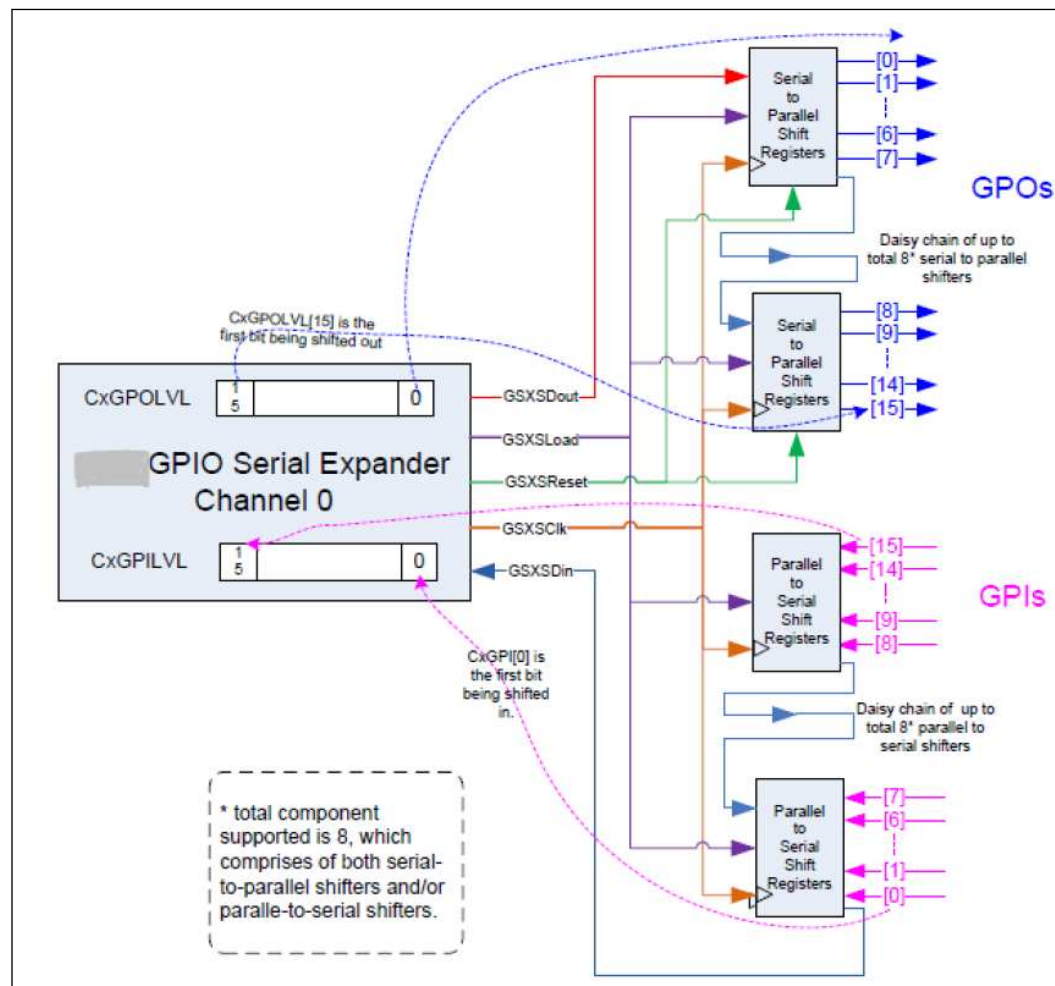 Serial
to
Parallel
Shift
Registers
[0]
[1]
[6]
[7]
GPOs
Daisy chain of up to
total 8* serial to parallel
shifters
CxGPOLVL[15] is the
first bit being shifted out
Serial
to
Parallel
Shift
Registers
[8]
[9]
[14]
[15]
CxGPOLVL
1
5
0
GSXSDout
GSXSLoad
GPIO Serial Expander
Channel 0
GSXSReset
GSXSClk
CxGPILVL
1
5
0
GSXSDin
Parallel
to
Serial
Shift
Registers
[15]
[14]
[9]
[8]
GPIs
CxGPI[0] is
the first bit
being shifted
in.
Daisy chain of up to
total 8* parallel to
serial shifters
Parallel
to
Serial
Shift
Registers
[7]
[6]
[1]
[0]
* total component
supported is 8, which
comprises of both serial-
to-parallel shifters and/or
paralle-to-serial shifters.